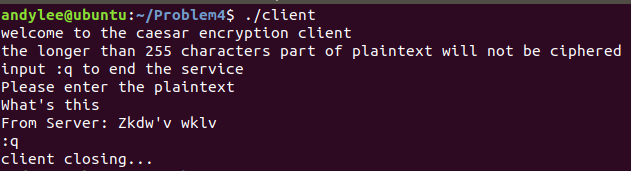 andylee@ubuntu:~/Problem4$ ./client
welcome to the caesar encryption client
the longer than 255 characters part of plaintext will not be ciphered
input :q to end the service
Please enter the plaintext
What's this
From Server: Zkdw'v wklv
:q
client closing...